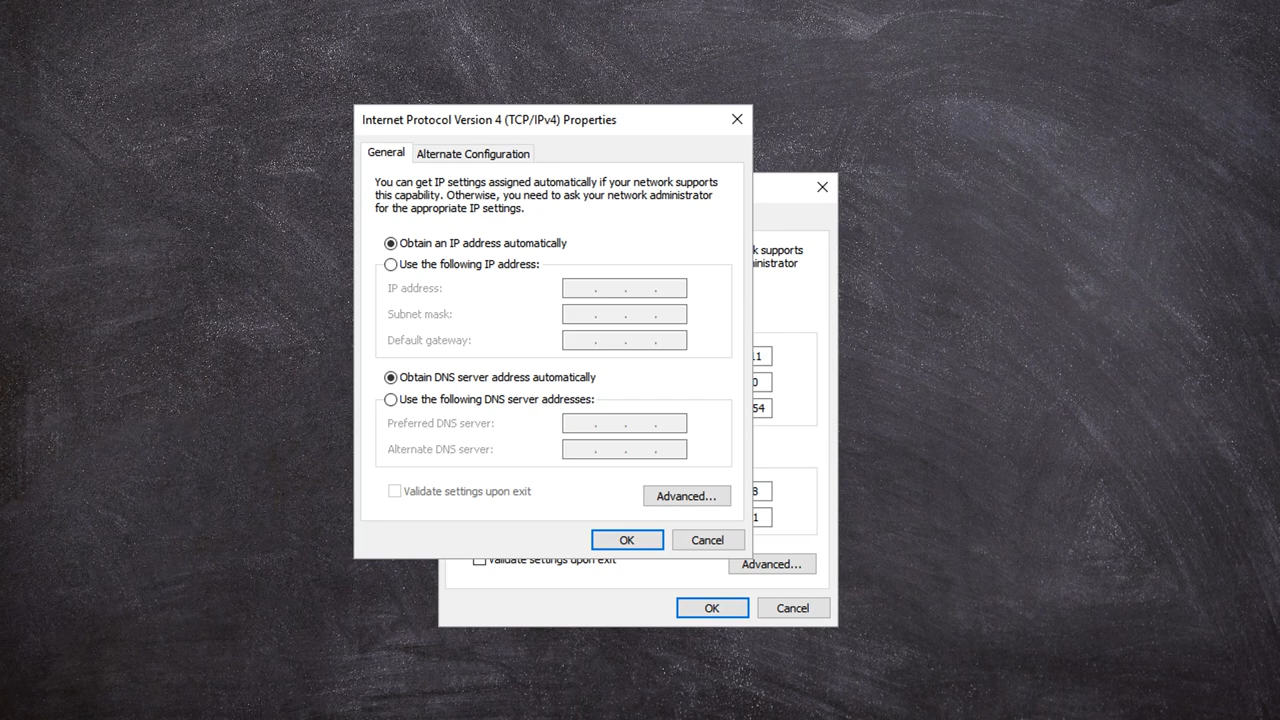 Internet Protocol Version 4 (TCP/IPv4) Properties
General
Alternate Configuration
You can get IP settings assigned automatically if your network supports
this capability. Otherwise, you need to ask your network administrator
for the appropriate IP settings.
Obtain an IP address automatically
Use the following IP address:
IP address:
Subnet mask:
Default gateway:
Obtain DNS server address automatically
Use the following DNS server addresses:
Preferred DNS server:
Alternate DNS server:
Validate settings upon exit
Advanced...
OK
Cancel
supports
54
Validate settings upon exit
Advanced...
OK
Cancel